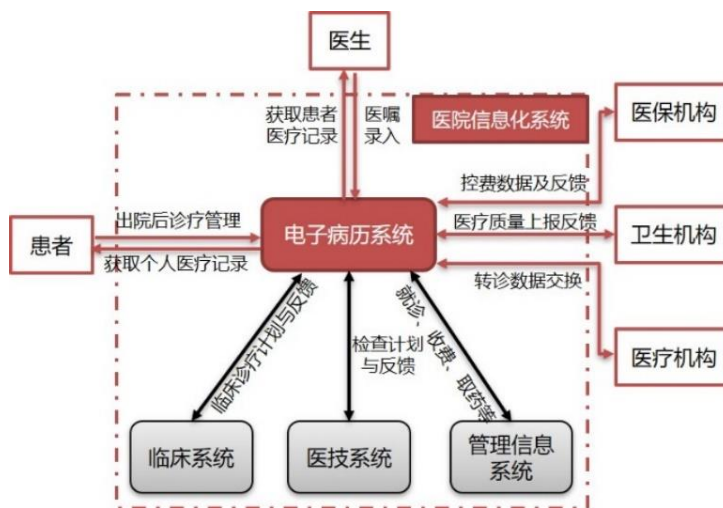 医生
获取患者
医疗记录
医嘱
录入
医院信息化系统
医保机构
控费数据及反馈
患者
出院后诊疗管理
获取个人医疗记录
电子病历系统
医疗质量上报反馈
卫生机构
转诊数据交换
医疗机构
临床诊疗计划与反馈
检查计划
与反馈
就诊、收费、取药等
临床系统
医技系统
管理信息
系统